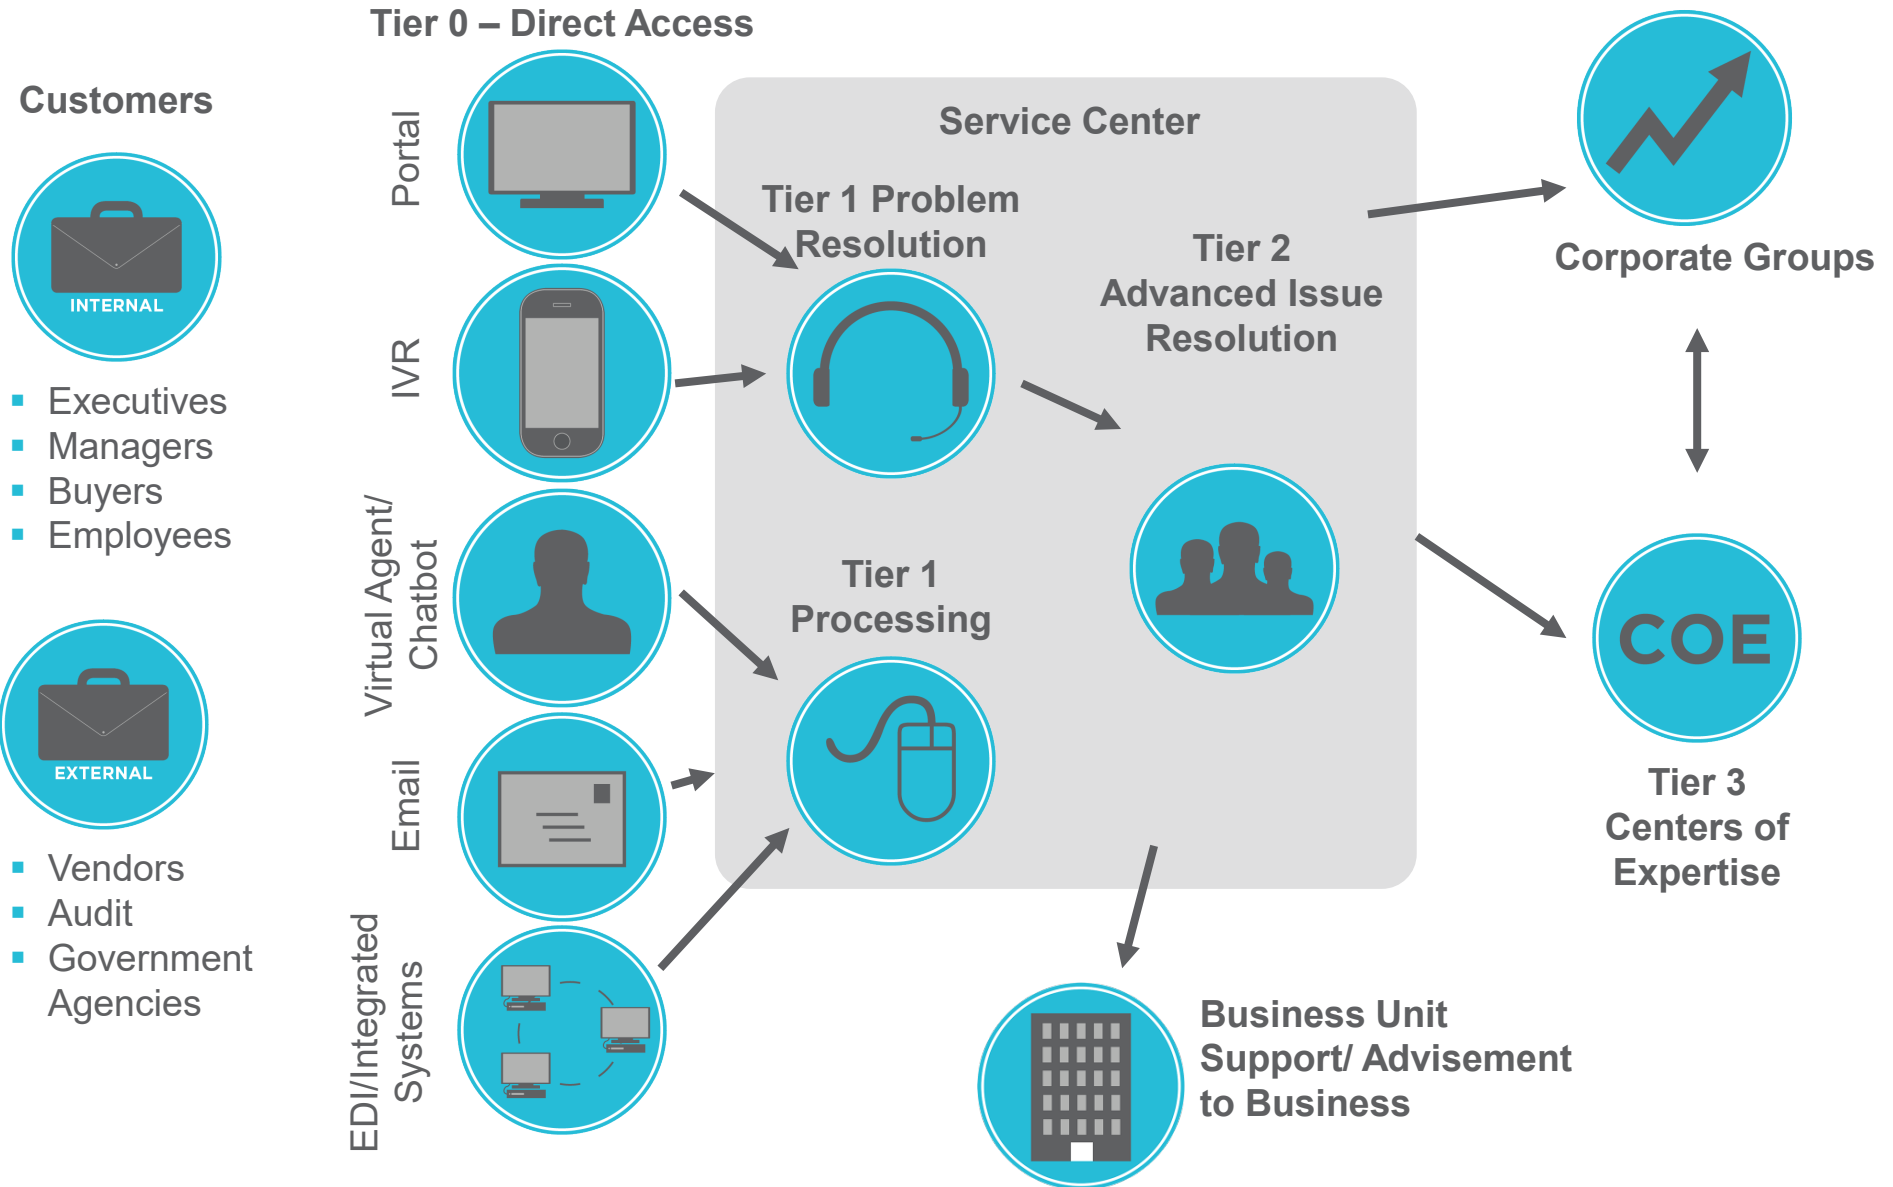 Tier 0 – Direct Access
Customers
INTERNAL
Executives
Managers
Buyers
Employees
EXTERNAL
Vendors
Audit
Government
Agencies
Portal
IVR
Virtual Agent/
Chatbot
Email
EDI/Integrated
Systems
Service Center
Tier 1 Problem
Resolution
Tier 1
Processing
Tier 2
Advanced Issue
Resolution
Corporate Groups
COE
Tier 3
Centers of
Expertise
Business Unit
Support/ Advisement
to Business